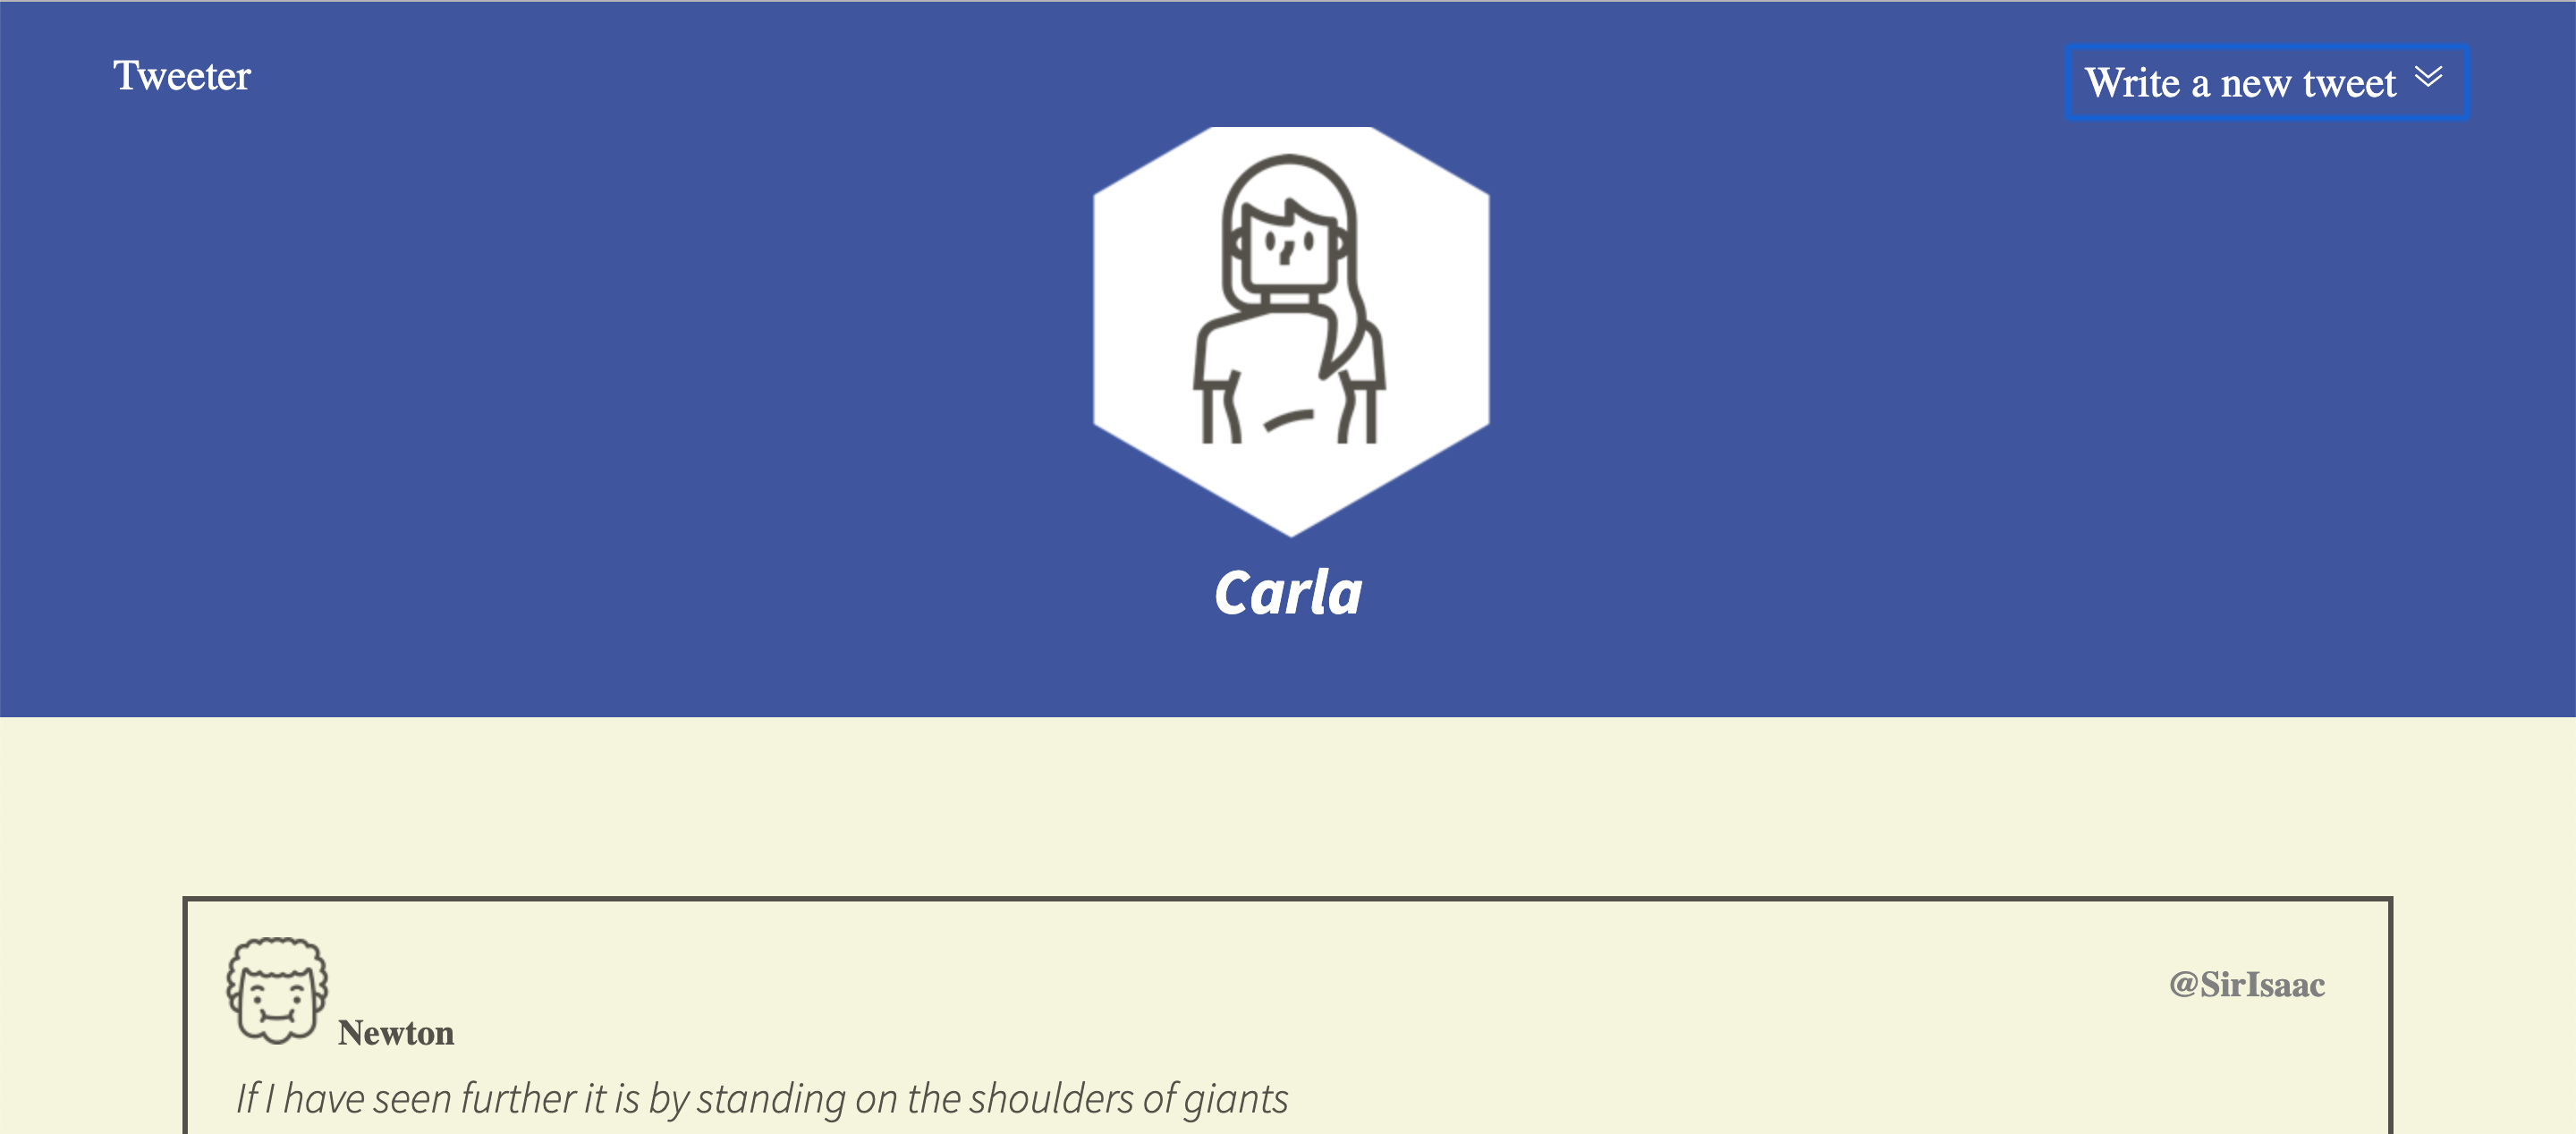 Tweeter
Write a new tweet
Carla
Newton
@SirIsaac
If I have seen further it is by standing on the shoulders of giants